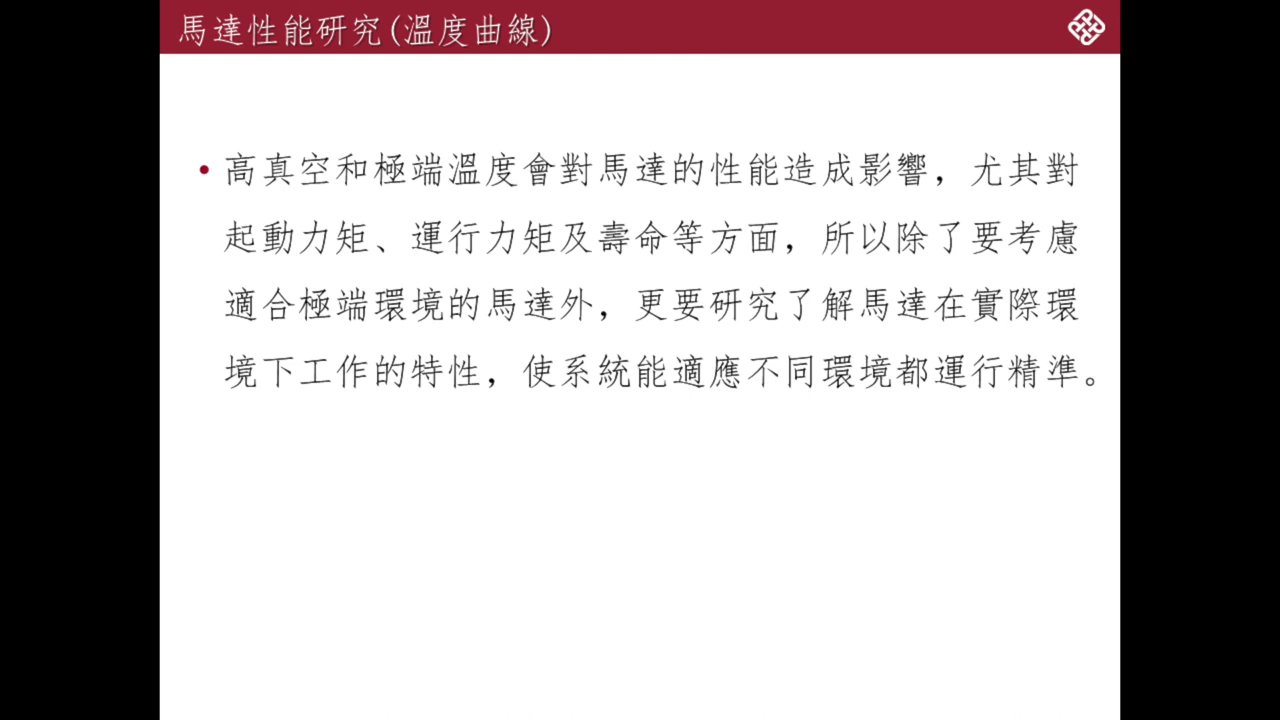 馬達性能研究(溫度曲線)
• 高真空和極端溫度會對馬達的性能造成影響，尤其對
起動力矩、運行力矩及壽命等方面，所以除了要考慮
適合極端環境的馬達外，更要研究了解馬達在實際環
境下工作的特性，使系統能適應不同環境都運行精準。